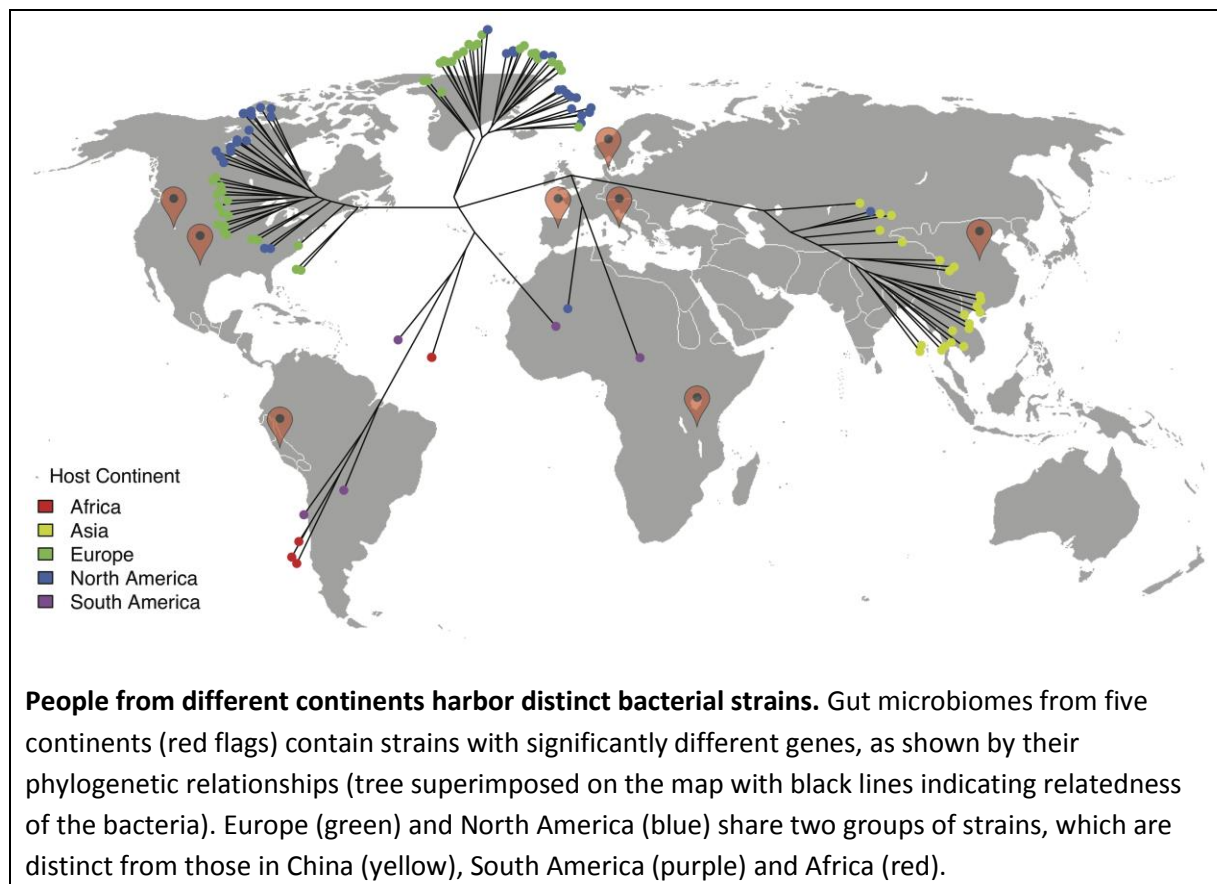 Host Continent
Africa
Asia
Europe
North America
South America
People from different continents harbor distinct bacterial strains. Gut microbiomes from five
continents (red flags) contain strains with significantly different genes, as shown by their
phylogenetic relationships (tree superimposed on the map with black lines indicating relatedness
of the bacteria). Europe (green) and North America (blue) share two groups of strains, which are
distinct from those in China (yellow), South America (purple) and Africa (red).